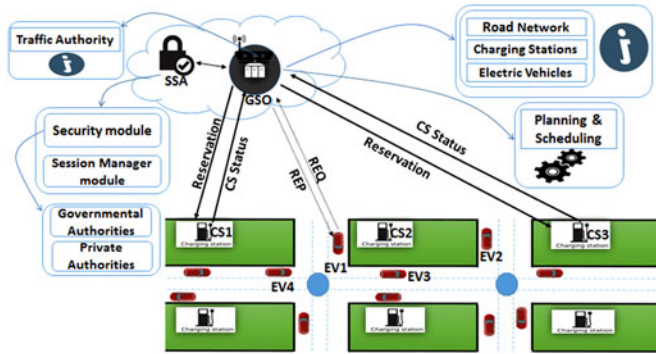 Traffic Authority
SSA
GSO
Road Network
Charging Stations
Electric Vehicles
Planning &
Scheduling
Security module
Session Manager
module
Governmental
Authorities
Private
Authorities
Reservation
CS Status
REQ
REP
CS Status
Reservation
CS1
Charging station
CS2
Charging station
CS3
Charging station
EV1
EV2
EV3
EV4
Charging station
Charging station
Charging station